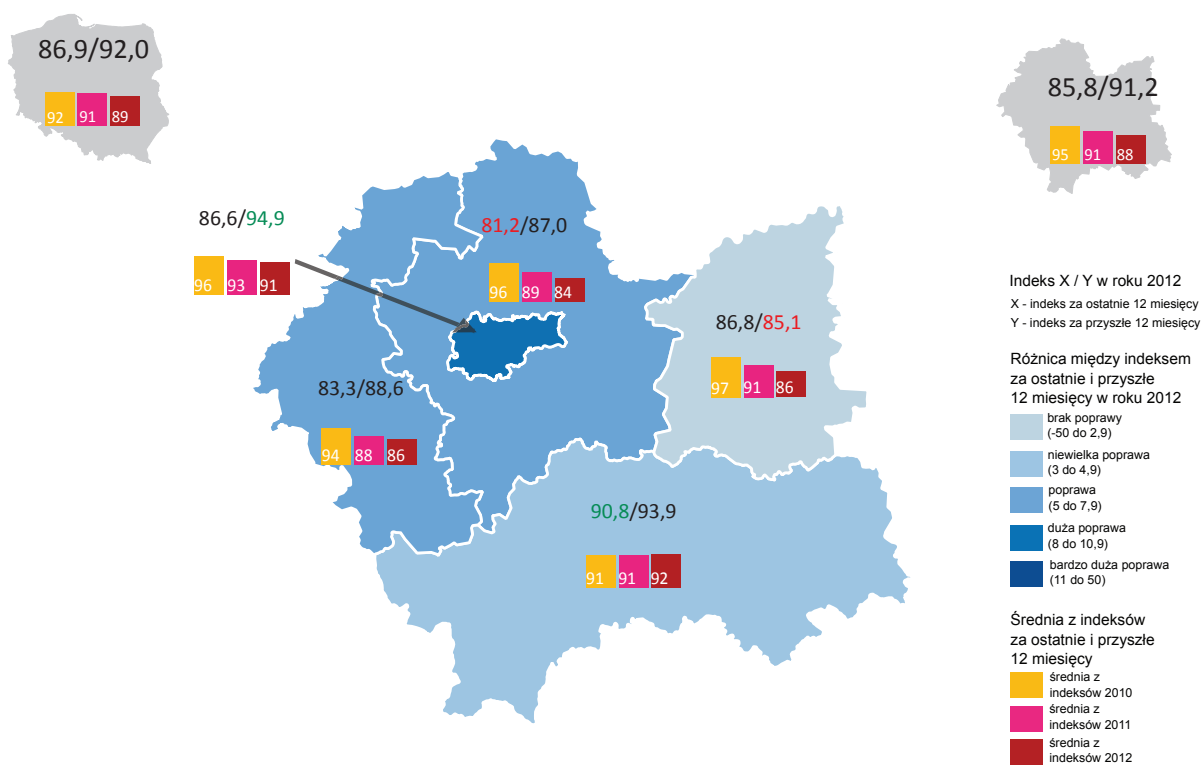 86,9/92,0
92 91 89
85,8/91,2
95 91 88
86,6/94,9
96 93 91
81,2/87,0
96 89 84
86,8/85,1
97 91 86
83,3/88,6
94 88 86
90,8/93,9
91 91 92
Indeks X / Y w roku 2012
X - indeks za ostatnie 12 miesięcy
Y - indeks za przyszłe 12 miesięcy
Różnica między indeksem
za ostatnie i przyszłe
12 miesięcy w roku 2012
brak poprawy
(-50 do 2,9)
niewielka poprawa
(3 do 4,9)
poprawa
(5 do 7,9)
duża poprawa
(8 do 10,9)
bardzo duża poprawa
(11 do 50)
Średnia z indeksów
za ostatnie i przyszłe
12 miesięcy
średnia z
indeksów 2010
średnia z
indeksów 2011
średnia z
indeksów 2012